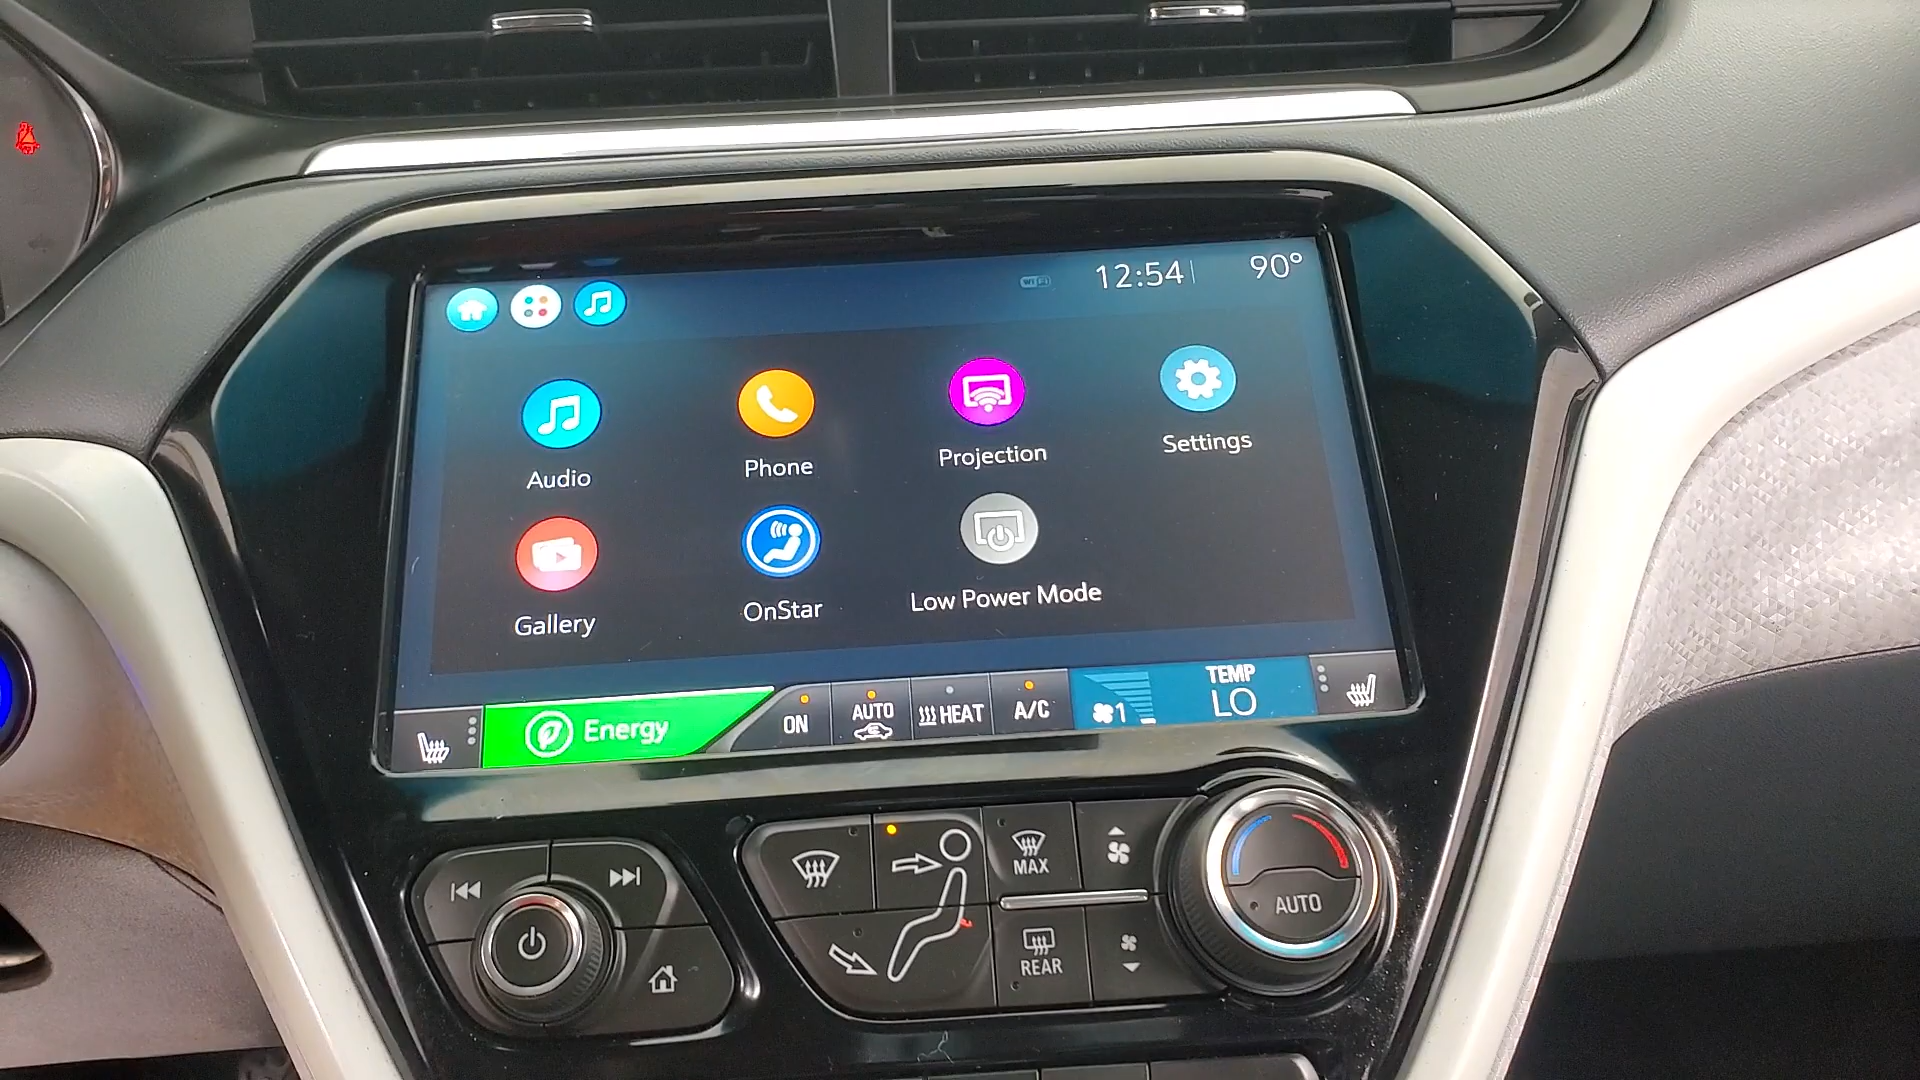 12:54 90°
Audio
Phone
Projection
Settings
Gallery
OnStar
Low Power Mode
Energy
ON
AUTO
HEAT
A/C
1
TEMP
LO
MAX
REAR
AUTO